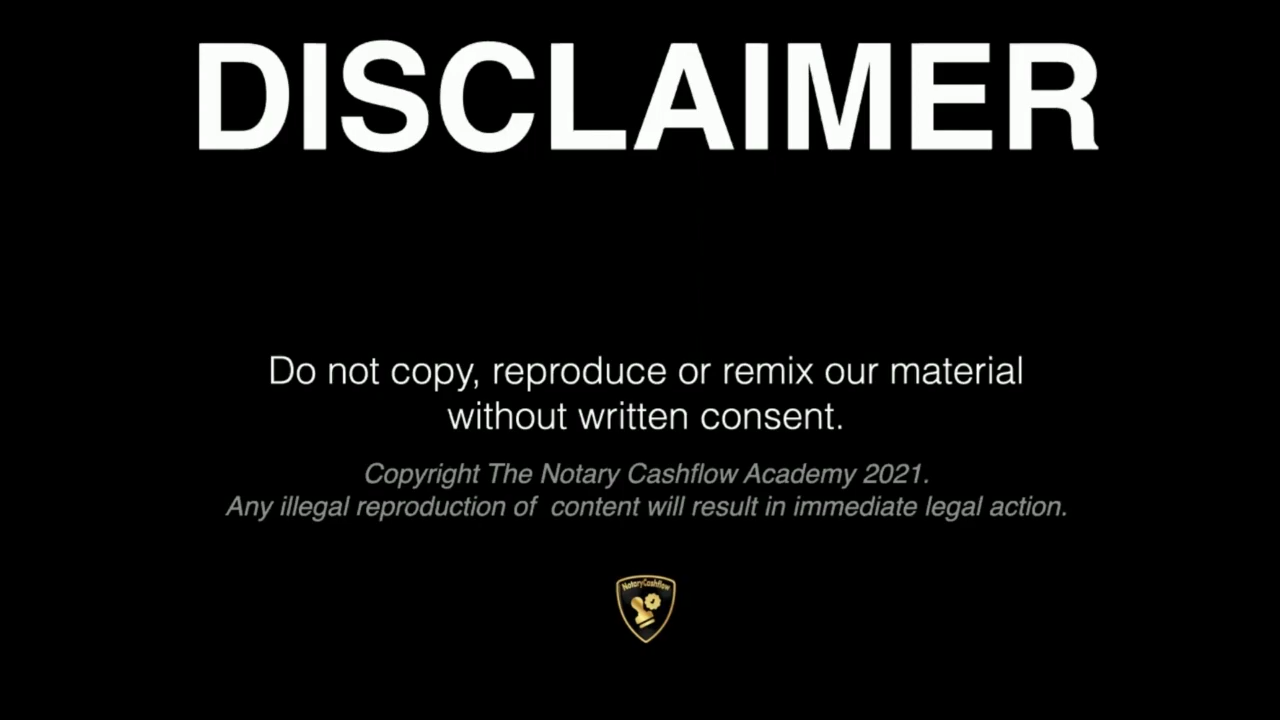 DISCLAIMER
Do not copy, reproduce or remix our material
without written consent.
Copyright The Notary Cashflow Academy 2021.
Any illegal reproduction of  content will result in immediate legal action.
NotaryCashflow